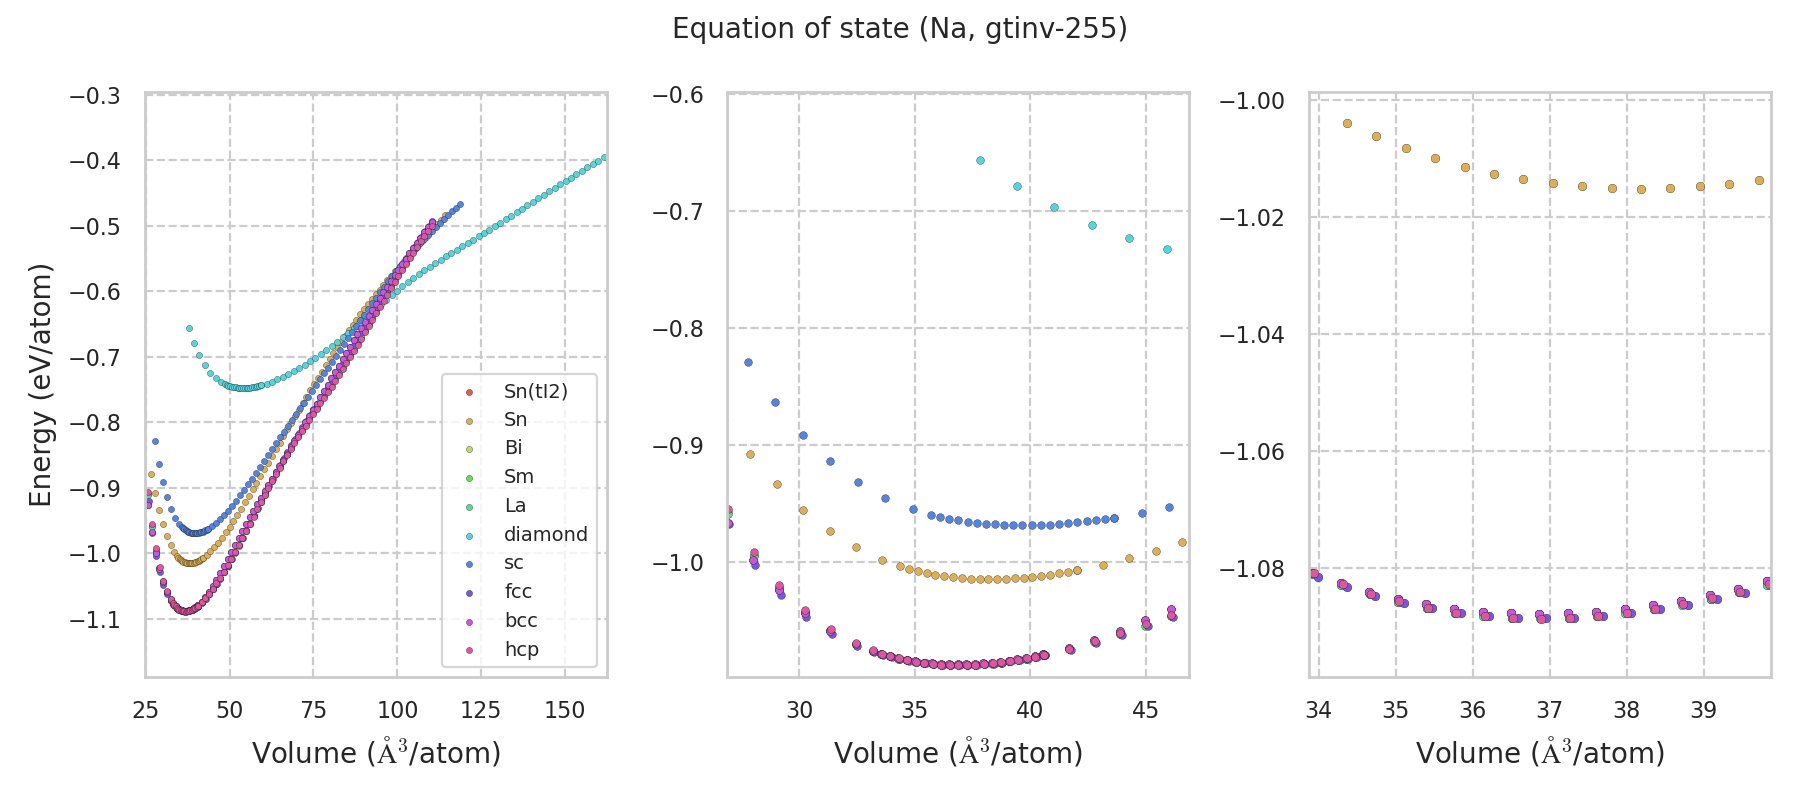 Equation of state (Na, gtinv-255)
Energy (eV/atom)
−0.3
−0.4
−0.5
−0.6
−0.7
−0.8
−0.9
−1.0
−1.1
25 50 75 100 125 150
Volume (Å³/atom)
Sn(tI2)
Sn
Bi
Sm
La
diamond
sc
fcc
bcc
hcp
−0.6
−0.7
−0.8
−0.9
−1.0
30 35 40 45
Volume (Å³/atom)
−1.00
−1.02
−1.04
−1.06
−1.08
34 35 36 37 38 39
Volume (Å³/atom)